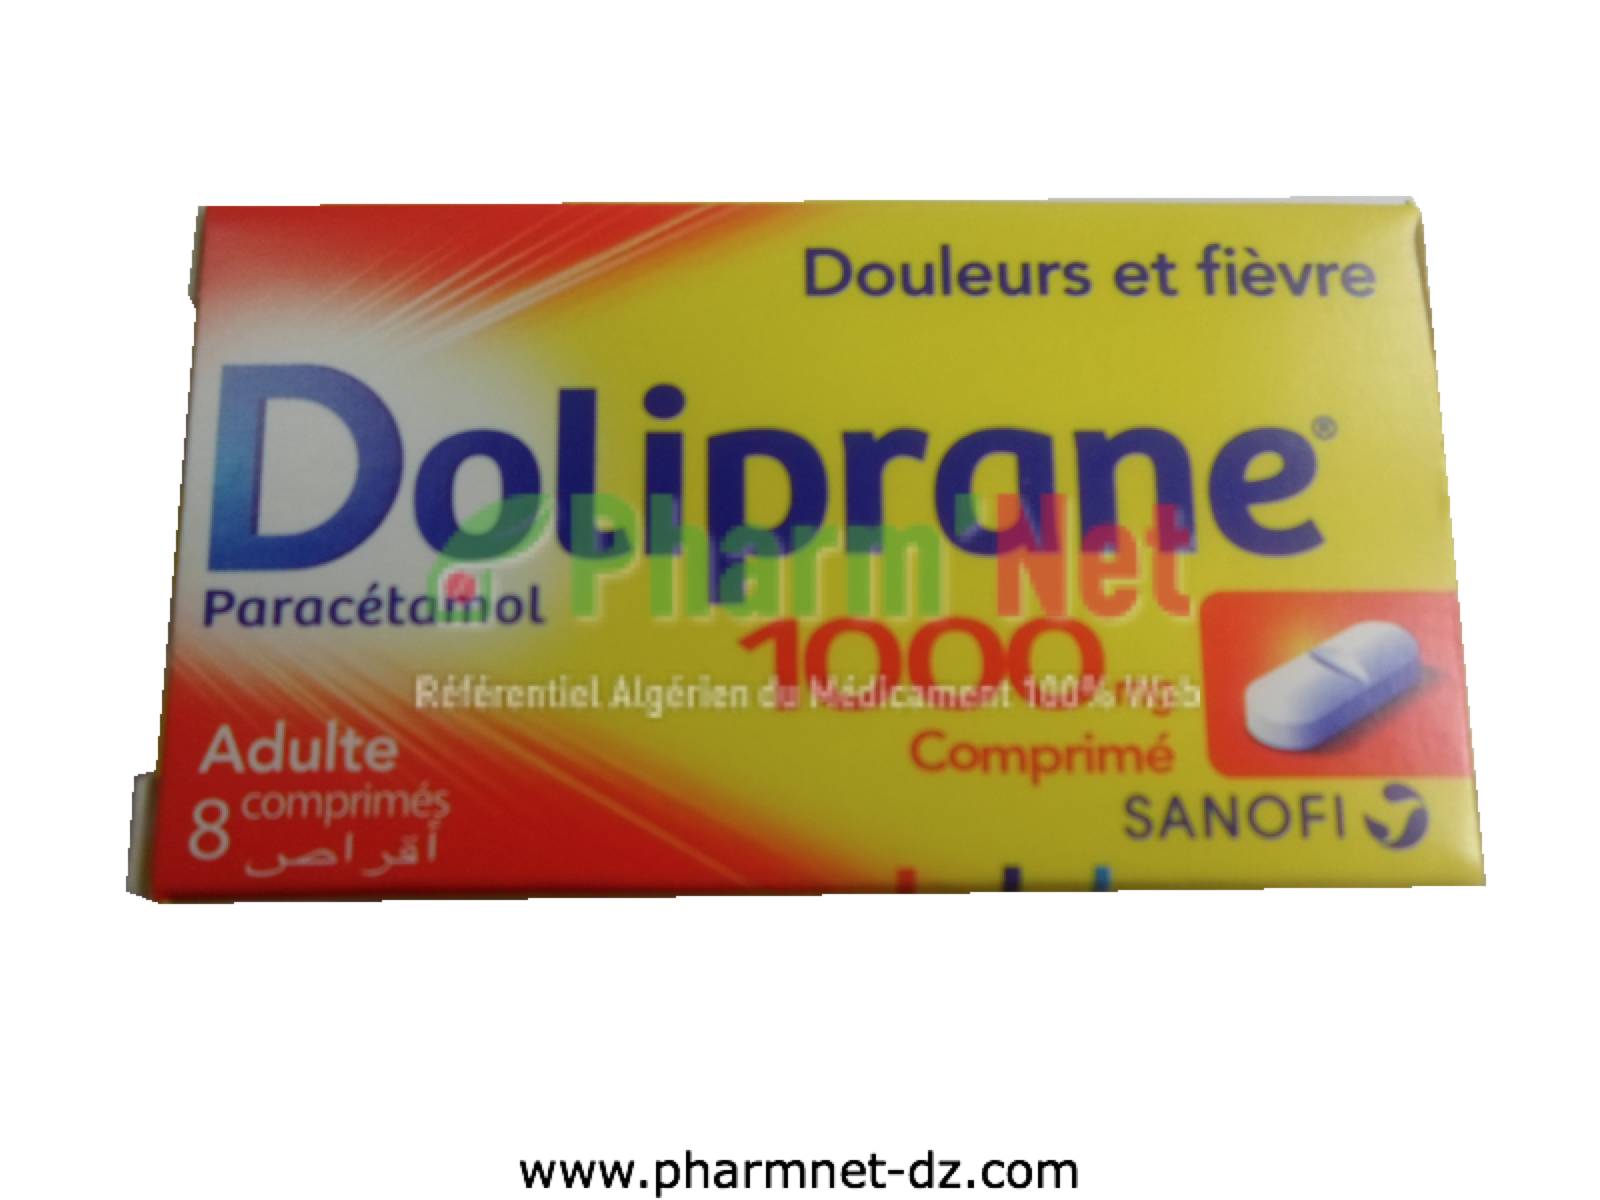 Douleurs et fièvre
Doliprane®
Pharm'Net
Paracétamol
1000 mg
Référentiel Algérien du Médicament 100% Web
Adulte
Comprimé
8 comprimés
أقراص
SANOFI
www.pharmnet-dz.com